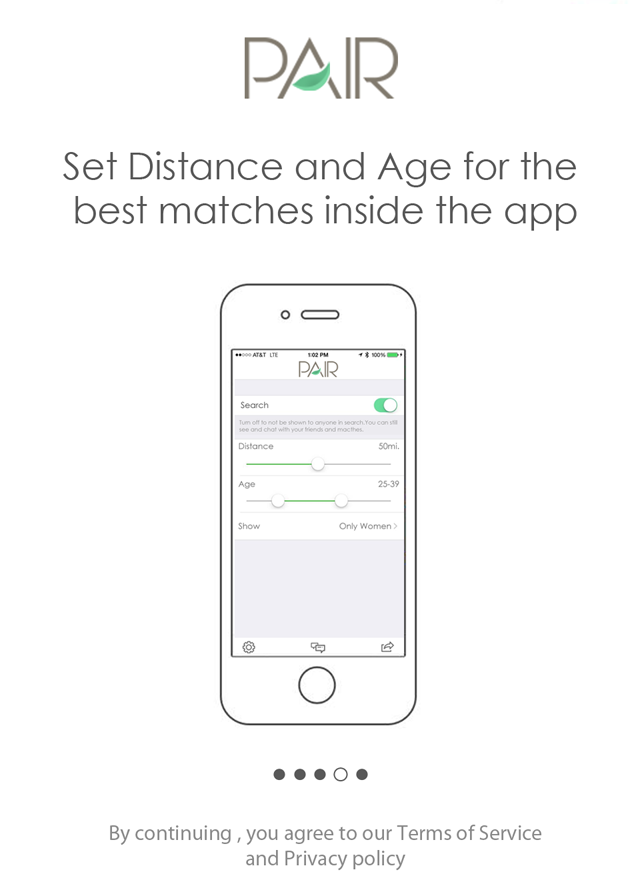 PAIR
Set Distance and Age for the
best matches inside the app
AT&T LTE 1:02 PM 100%
PAIR
Search
Turn off to not be shown to anyone in search.You can still
see and chat with your friends and macthes.
Distance 50mi.
Age 25-39
Show Only Women >
By continuing , you agree to our Terms of Service
and Privacy policy